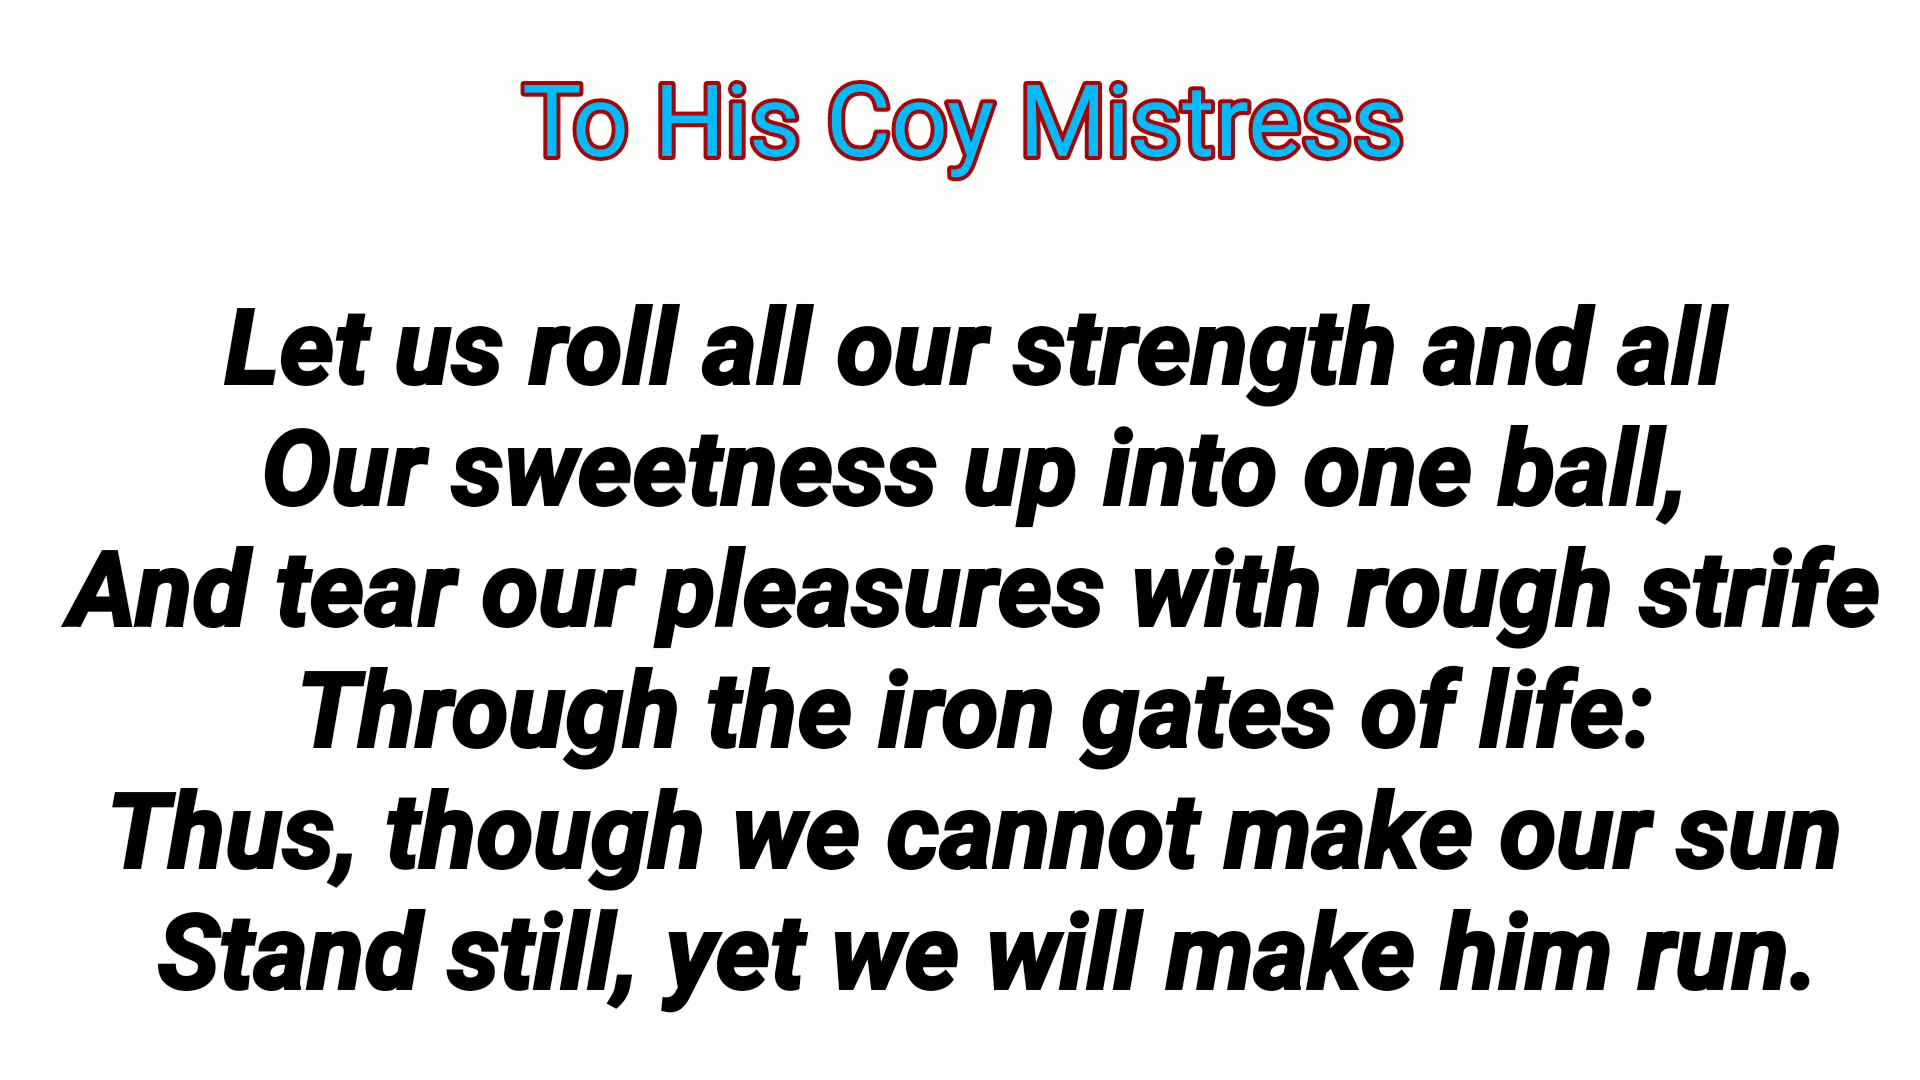 To His Coy Mistress
Let us roll all our strength and all
Our sweetness up into one ball,
And tear our pleasures with rough strife
Through the iron gates of life:
Thus, though we cannot make our sun
Stand still, yet we will make him run.